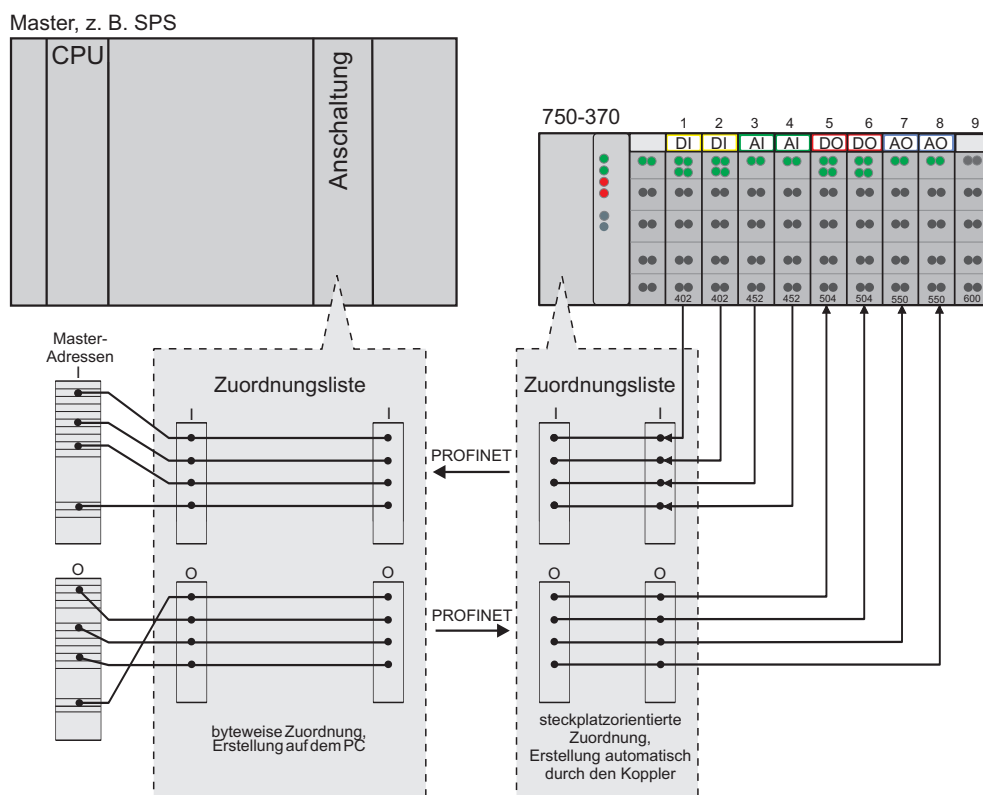 Master, z. B. SPS
CPU
Anschaltung
750-370
1 2 3 4 5 6 7 8 9
DI DI AI AI DO DO AO AO
402 402 452 452 504 504 550 550 600
Master-
Adressen
I
Zuordnungsliste
I I
PROFINET
Zuordnungsliste
I I
O
O O
PROFINET
O O
byteweise Zuordnung,
Erstellung auf dem PC
steckplatzorientierte
Zuordnung,
Erstellung automatisch
durch den Koppler